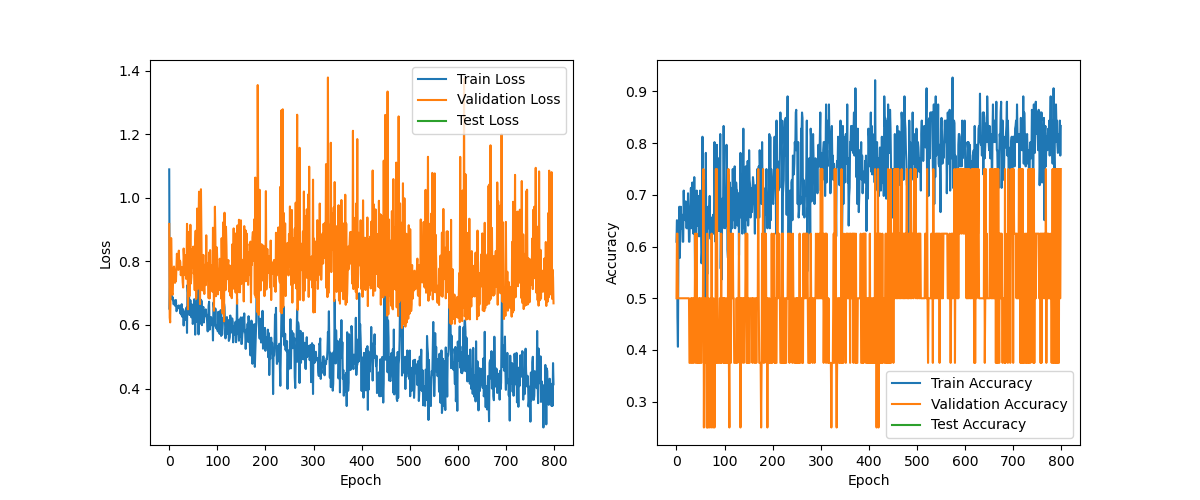 1.4
1.2
1.0
0.8
0.6
0.4
Loss
0 100 200 300 400 500 600 700 800
Epoch
Train Loss
Validation Loss
Test Loss
0.9
0.8
0.7
0.6
0.5
0.4
0.3
Accuracy
0 100 200 300 400 500 600 700 800
Epoch
Train Accuracy
Validation Accuracy
Test Accuracy